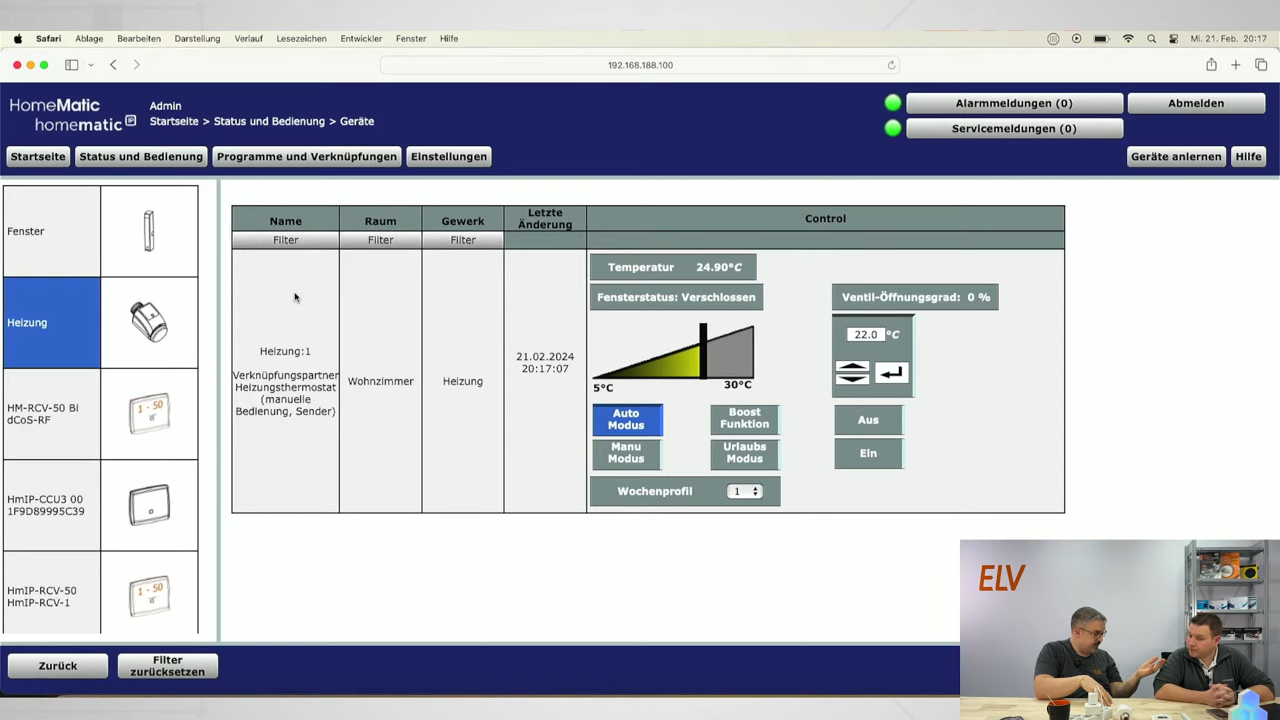 Safari Ablage Bearbeiten Darstellung Verlauf Lesezeichen Entwickler Fenster Hilfe Mi. 21. Feb. 20:17
192.168.188.100
HomeMatic
homematic
Admin
Startseite > Status und Bedienung > Geräte
Alarmmeldungen (0)
Abmelden
Servicemeldungen (0)
Startseite
Status und Bedienung
Programme und Verknüpfungen
Einstellungen
Geräte anlernen
Hilfe
Fenster
Heizung
HM-RCV-50 BI
dCoS-RF
1 - 50
HmIP-CCU3 00
1F9D89995C39
HmIP-RCV-50
HmIP-RCV-1
1 - 50
Name
Raum
Gewerk
Letzte
Änderung
Control
Filter
Filter
Filter
Heizung:1
Verknüpfungspartner
Heizungsthermostat
(manuelle
Bedienung, Sender)
Wohnzimmer
Heizung
21.02.2024
20:17:07
Temperatur 24.90°C
Fensterstatus: Verschlossen
Ventil-Öffnungsgrad: 0 %
5°C
30°C
22.0 °C
Auto
Modus
Boost
Funktion
Aus
Manu
Modus
Urlaubs
Modus
Ein
Wochenprofil 1
Zurück
Filter
zurücksetzen
ELV